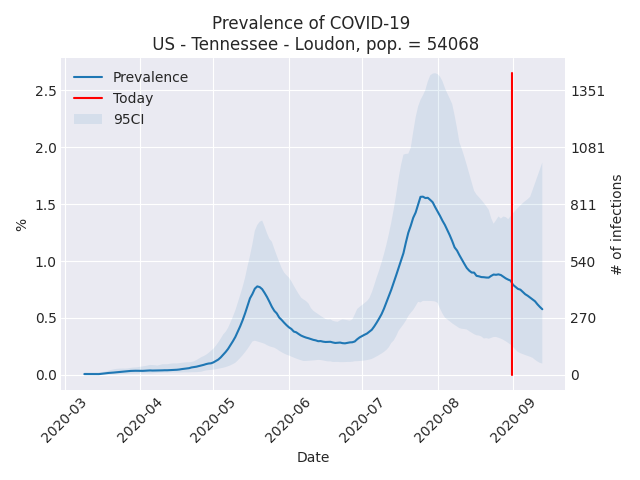 Prevalence of COVID-19
US - Tennessee - Loudon, pop. = 54068
Prevalence
Today
95CI
2.5
2.0
1.5
1.0
0.5
0.0
%
1351
1081
811
540
270
0
# of infections
2020-03
2020-04
2020-05
2020-06
2020-07
2020-08
2020-09
Date